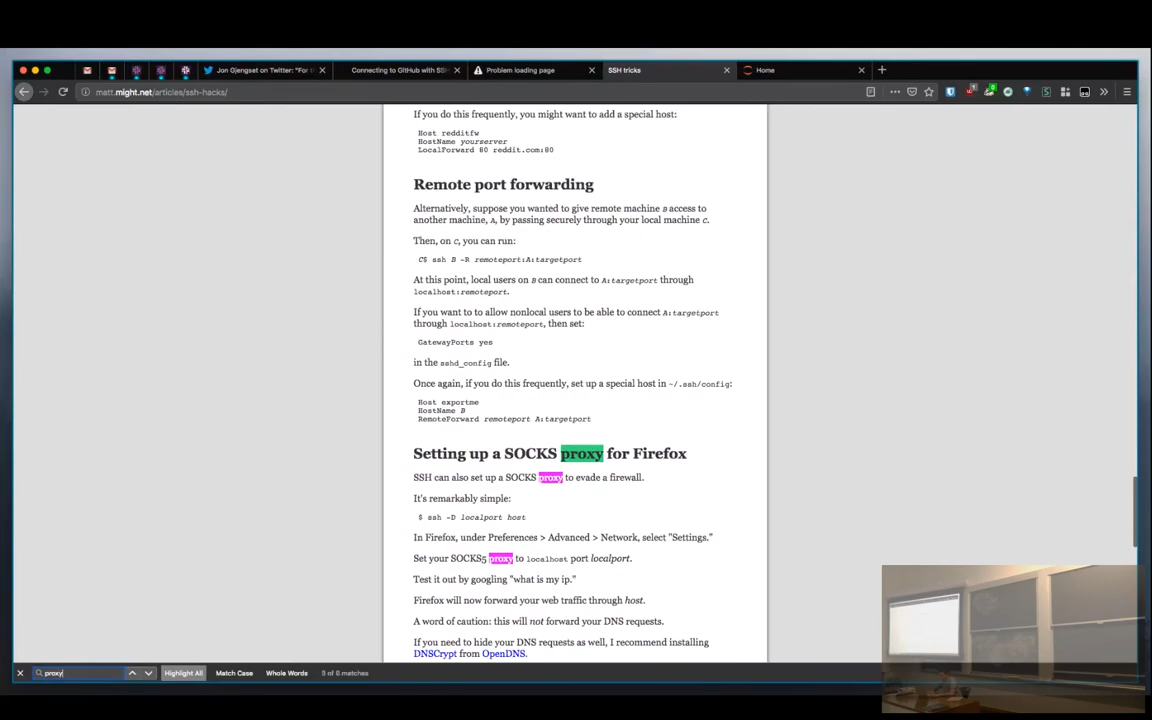 Jon Gjengset on Twitter: "For t
Connecting to GitHub with SSH
Problem loading page
SSH tricks
Home
matt.might.net/articles/ssh-hacks/
If you do this frequently, you might want to add a special host:
Host redditfw
HostName yourserver
LocalForward 80 reddit.com:80
Remote port forwarding
Alternatively, suppose you wanted to give remote machine B access to
another machine, A, by passing securely through your local machine C.
Then, on C, you can run:
C$ ssh B -R remoteport:A:targetport
At this point, local users on B can connect to A:targetport through
localhost:remoteport.
If you want to to allow nonlocal users to be able to connect A:targetport
through localhost:remoteport, then set:
GatewayPorts yes
in the sshd_config file.
Once again, if you do this frequently, set up a special host in ~/.ssh/config:
Host exportme
HostName B
RemoteForward remoteport A:targetport
Setting up a SOCKS proxy for Firefox
SSH can also set up a SOCKS proxy to evade a firewall.
It's remarkably simple:
$ ssh -D localport host
In Firefox, under Preferences > Advanced > Network, select "Settings."
Set your SOCKS5 proxy to localhost port localport.
Test it out by googling "what is my ip."
Firefox will now forward your web traffic through host.
A word of caution: this will not forward your DNS requests.
If you need to hide your DNS requests as well, I recommend installing
DNSCrypt from OpenDNS.
proxy
Highlight All
Match Case
Whole Words
3 of 6 matches